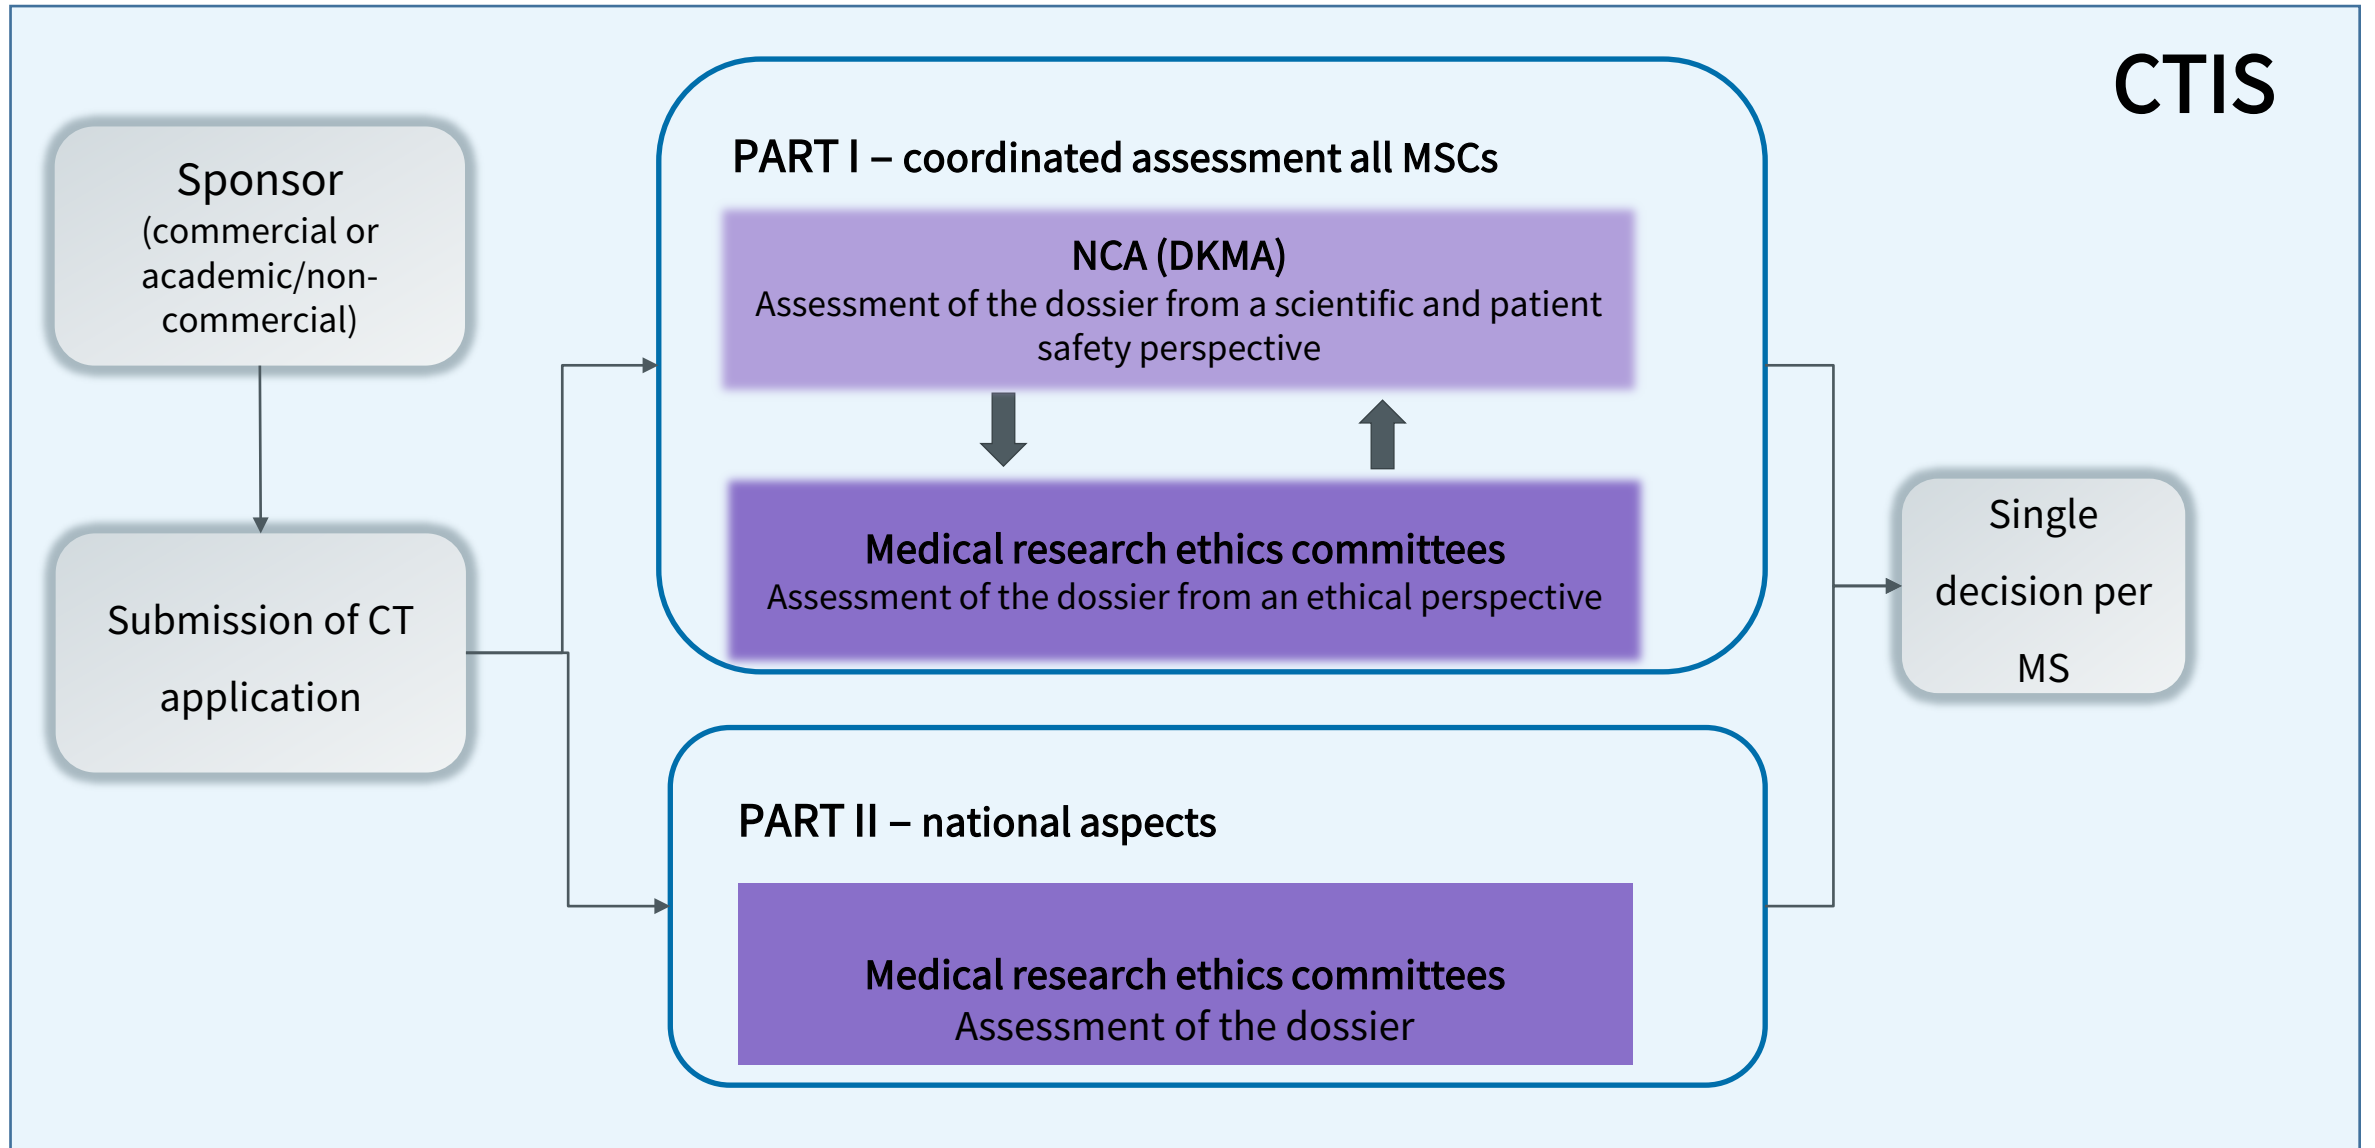 CTIS
Sponsor
(commercial or
academic/non-
commercial)
Submission of CT
application
PART I – coordinated assessment all MSCs
NCA (DKMA)
Assessment of the dossier from a scientific and patient
safety perspective
Medical research ethics committees
Assessment of the dossier from an ethical perspective
PART II – national aspects
Medical research ethics committees
Assessment of the dossier
Single
decision per
MS